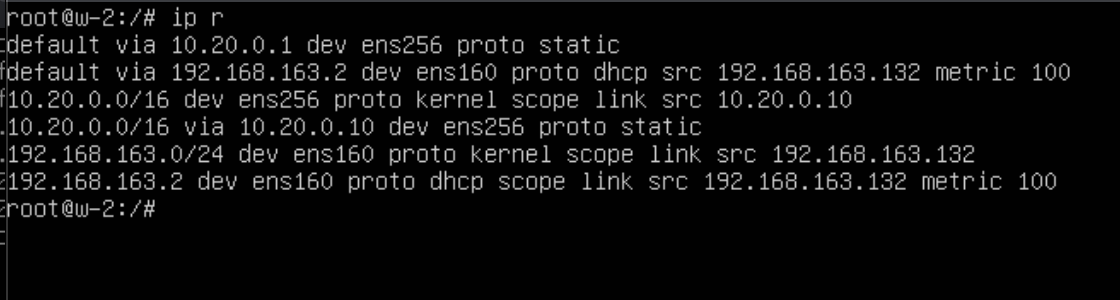 root@w-2:/# ip r
default via 10.20.0.1 dev ens256 proto static
default via 192.168.163.2 dev ens160 proto dhcp src 192.168.163.132 metric 100
10.20.0.0/16 dev ens256 proto kernel scope link src 10.20.0.10
10.20.0.0/16 via 10.20.0.10 dev ens256 proto static
192.168.163.0/24 dev ens160 proto kernel scope link src 192.168.163.132
192.168.163.2 dev ens160 proto dhcp scope link src 192.168.163.132 metric 100
root@w-2:/#